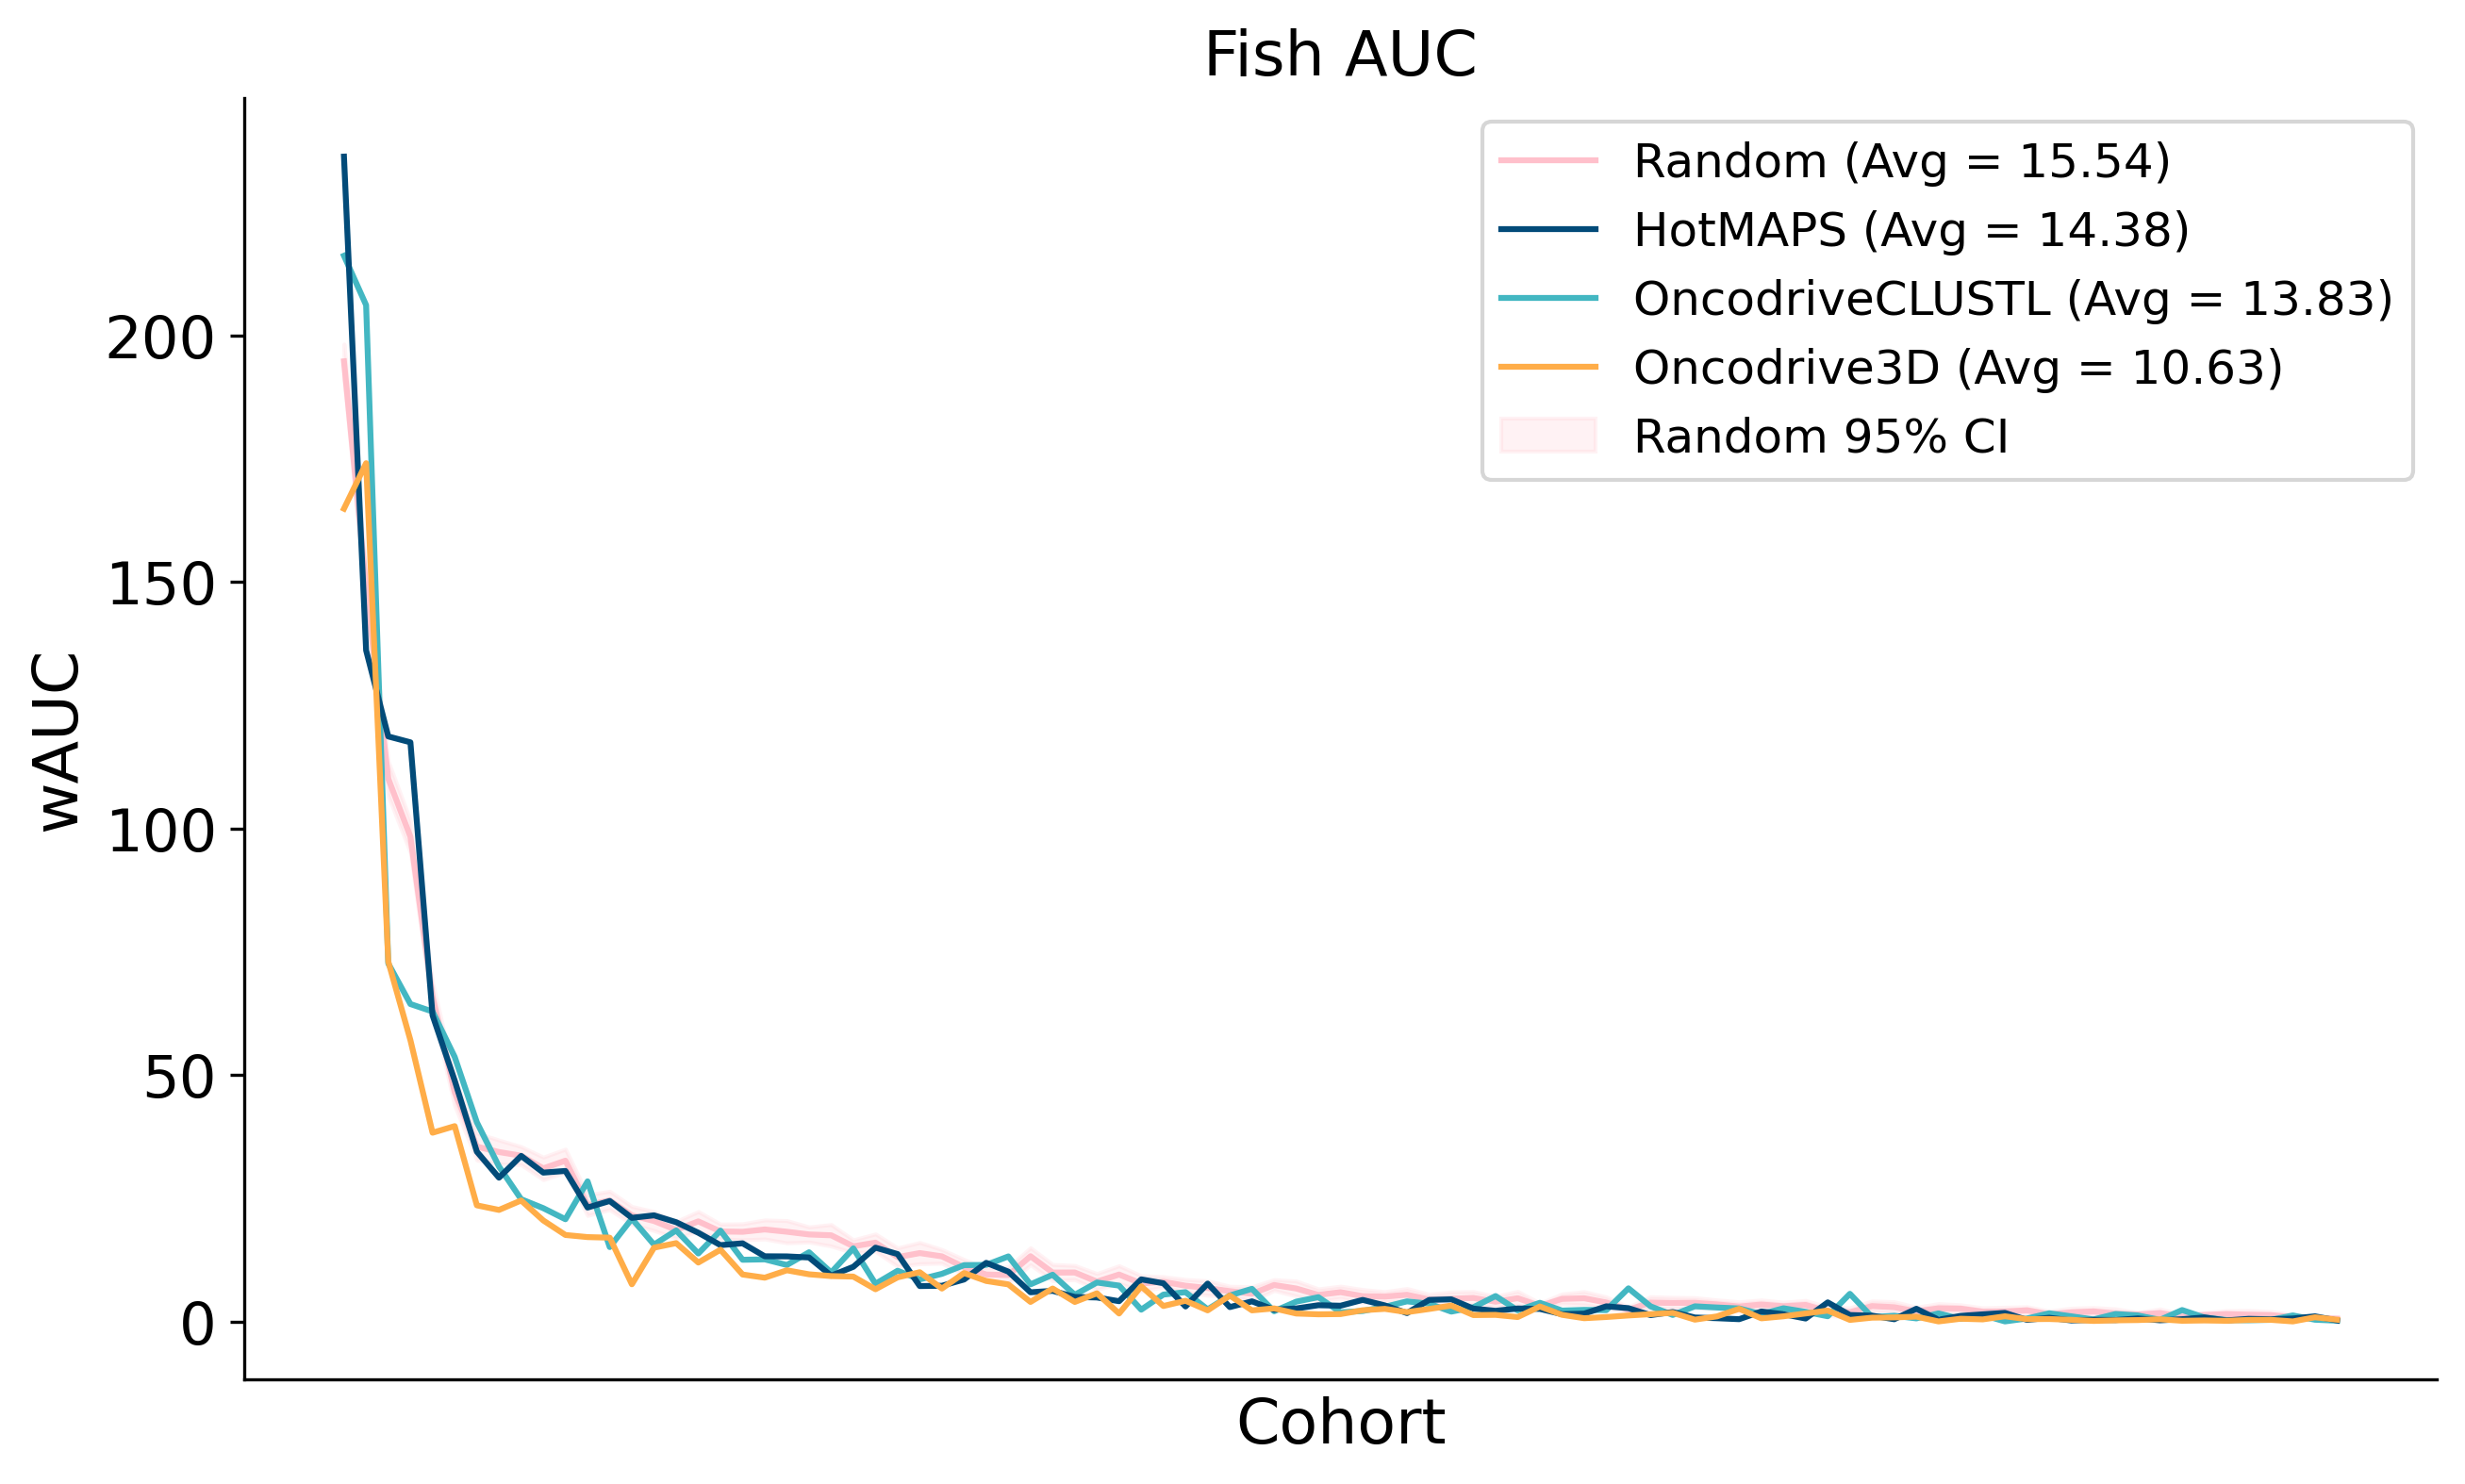 Fish AUC
Random (Avg = 15.54)
HotMAPS (Avg = 14.38)
OncodriveCLUSTL (Avg = 13.83)
Oncodrive3D (Avg = 10.63)
Random 95% CI
200
150
100
50
0
wAUC
Cohort